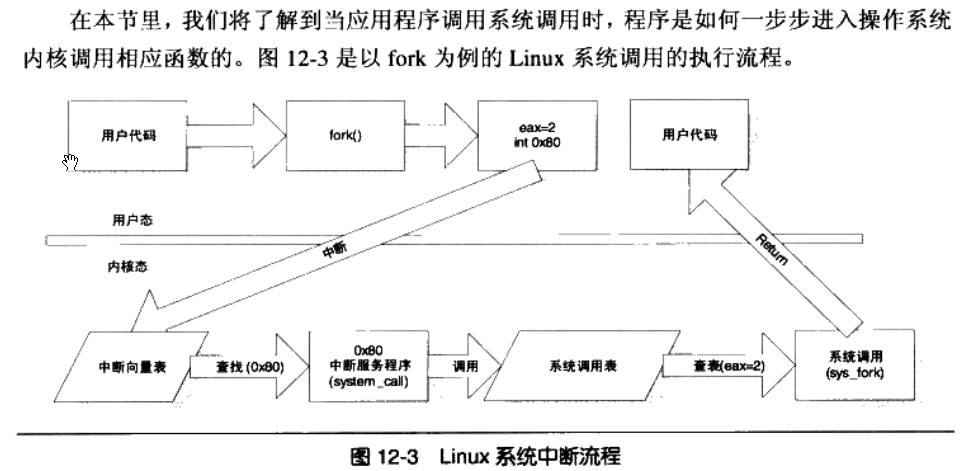 在本节里，我们将了解到当应用程序调用系统调用时，程序是如何一步步进入操作系统
内核调用相应函数的。图 12-3 是以 fork 为例的 Linux 系统调用的执行流程。
用户代码
fork()
eax=2
int 0x80
用户代码
用户态
中断
Return
内核态
中断向量表
查找 (0x80)
0x80
中断服务程序
(system_call)
调用
系统调用表
查表(eax=2)
系统调用
(sys_fork)
图 12-3 Linux 系统中断流程